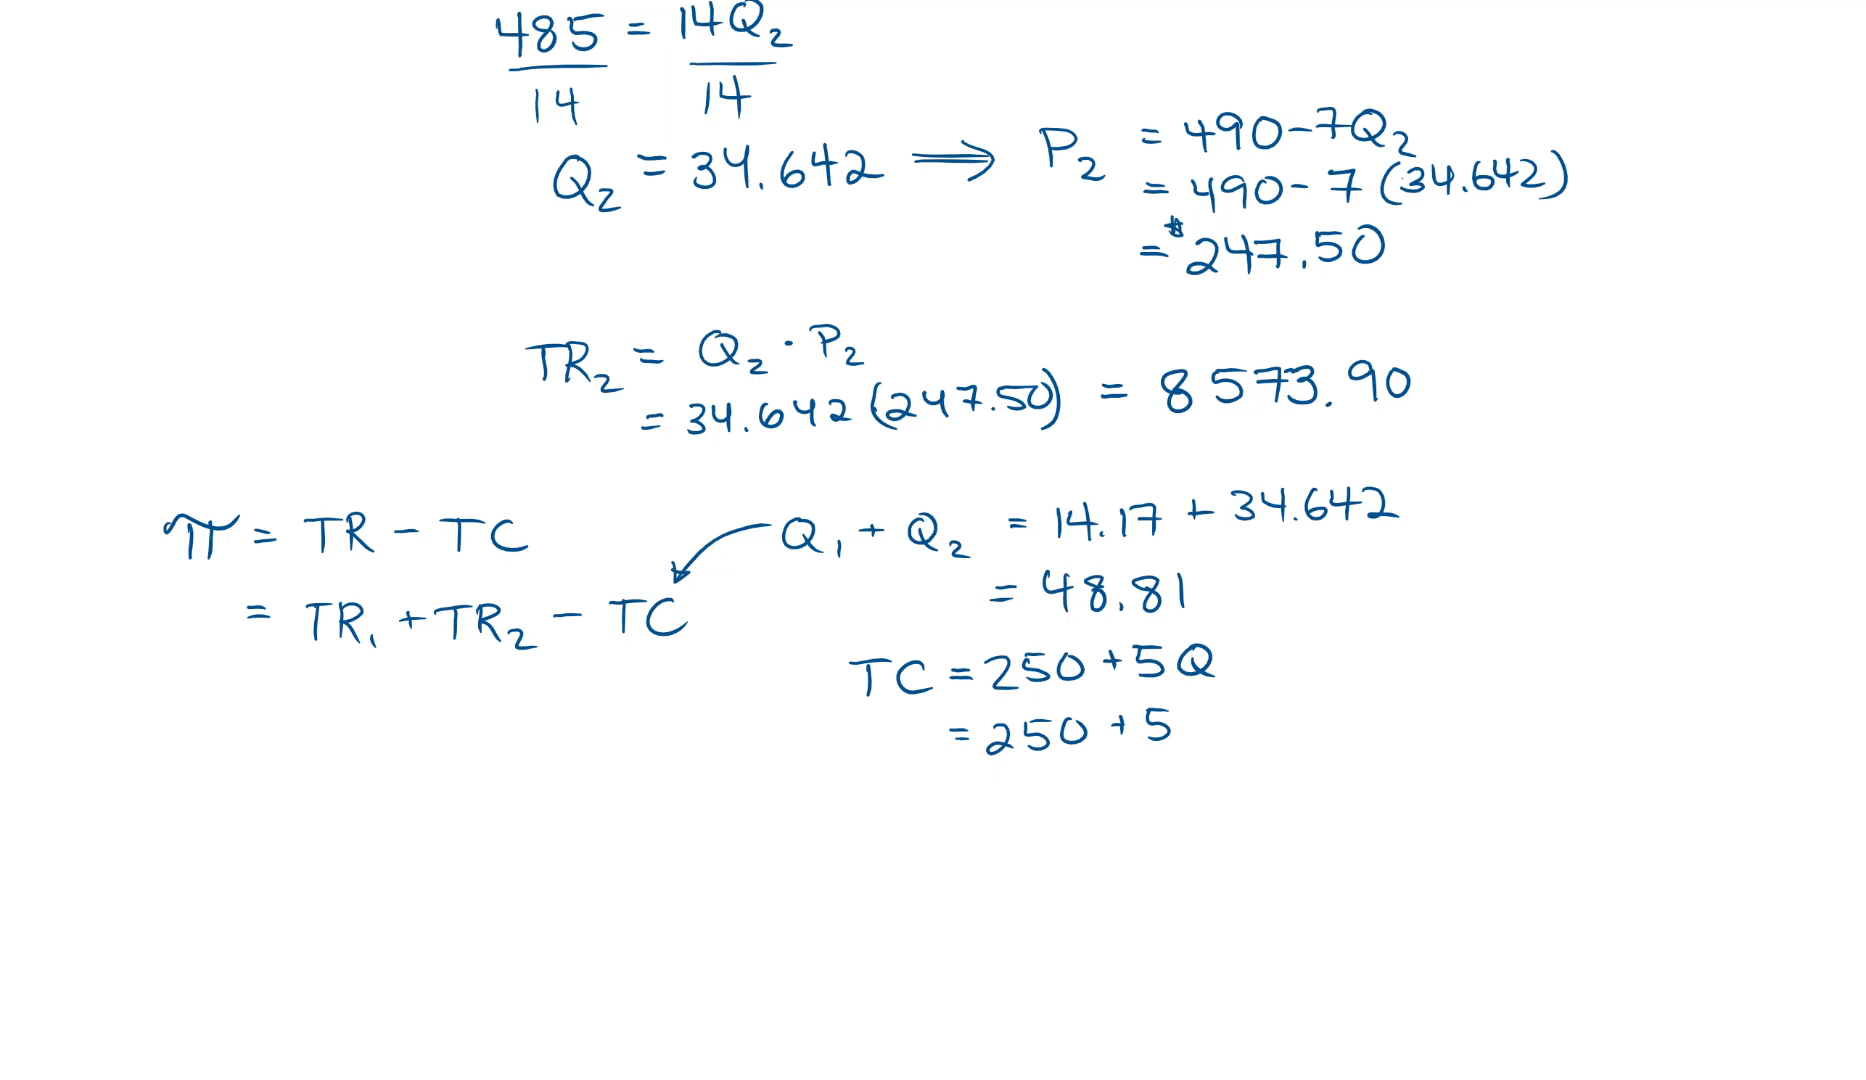 485 = 14Q₂
14 14
Q₂ = 34.642 ⟹ P₂ = 490-7Q₂
= 490-7(34.642)
= $247.50
TR₂ = Q₂ · P₂
= 34.642(247.50) = 8573.90
π = TR - TC
Q₁ + Q₂ = 14.17 + 34.642
= 48.81
= TR₁ + TR₂ - TC
TC = 250 + 5Q
= 250 + 5